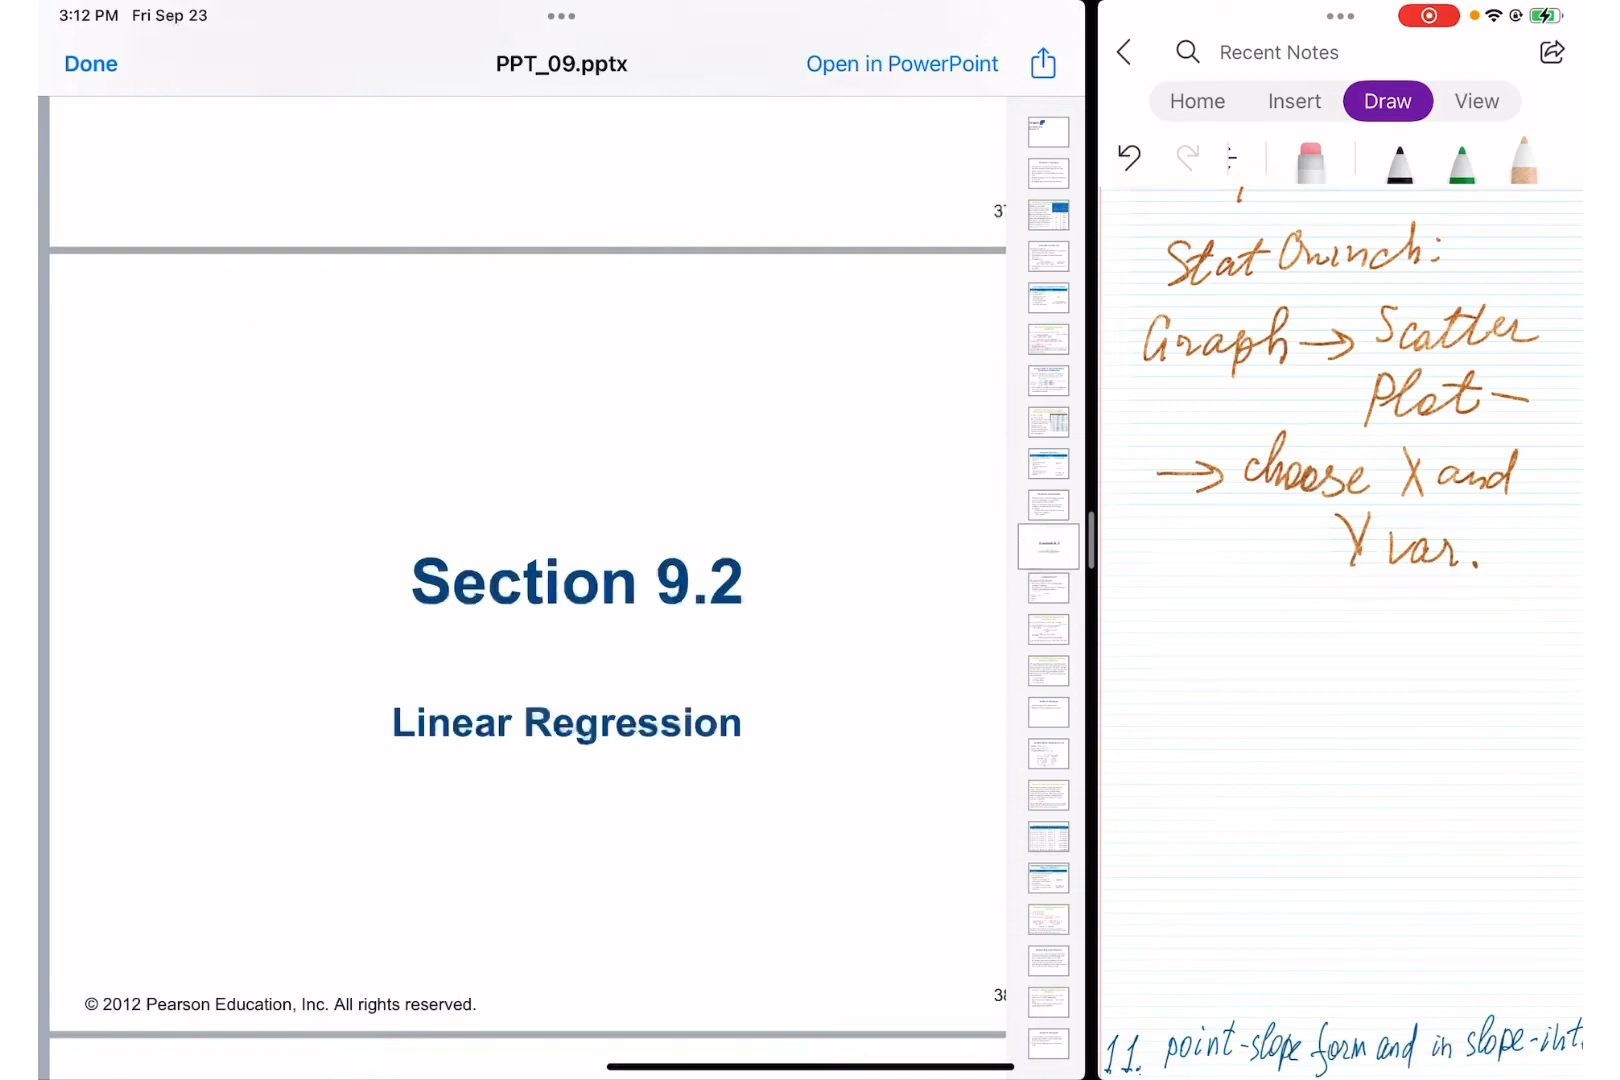 3:12 PM Fri Sep 23
Done
PPT_09.pptx
Open in PowerPoint
37
Section 9.2
Linear Regression
© 2012 Pearson Education, Inc. All rights reserved.
38
Recent Notes
Home Insert Draw View
Stat Crunch:
Graph → Scatter
Plot –
→ choose X and
Y var.
11. point-slope form and in slope-int.